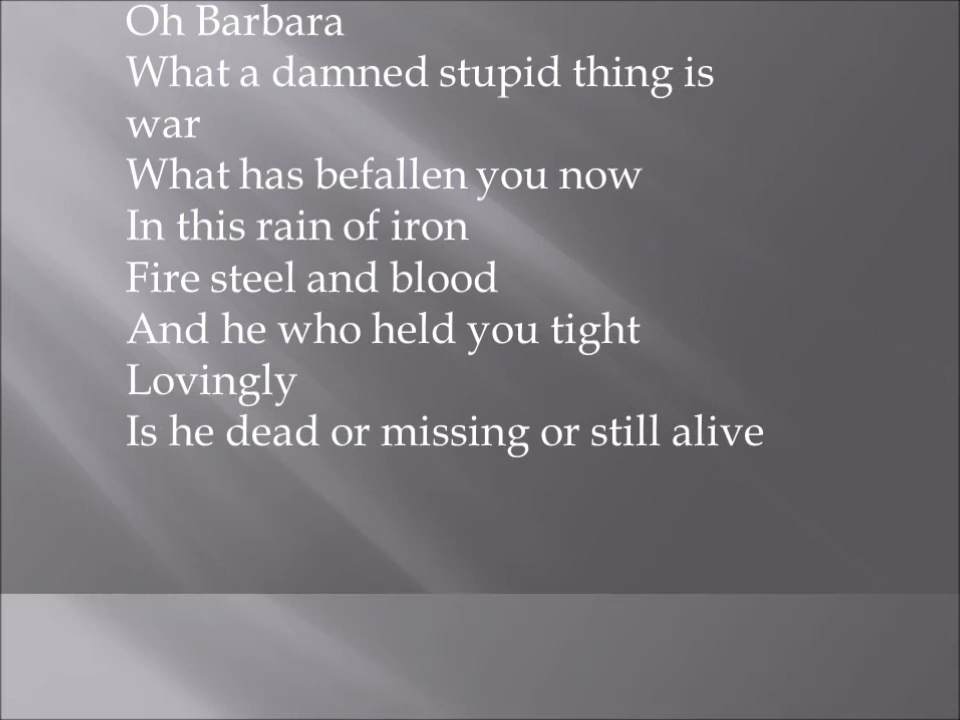 Oh Barbara
What a damned stupid thing is
war
What has befallen you now
In this rain of iron
Fire steel and blood
And he who held you tight
Lovingly
Is he dead or missing or still alive